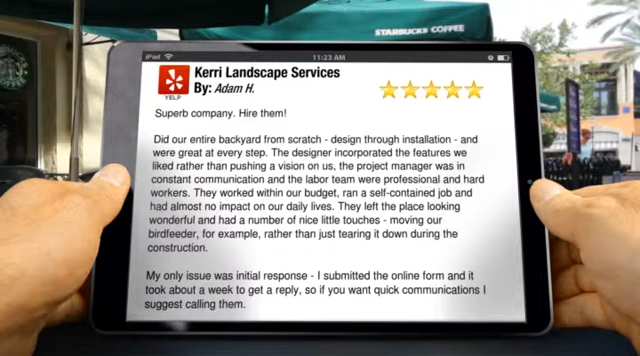 STARBUCKS COFFEE
iPad
11:23 AM
Kerri Landscape Services
By: Adam H.
YELP
Superb company. Hire them!
Did our entire backyard from scratch - design through installation - and
were great at every step. The designer incorporated the features we
liked rather than pushing a vision on us, the project manager was in
constant communication and the labor team were professional and hard
workers. They worked within our budget, ran a self-contained job and
had almost no impact on our daily lives. They left the place looking
wonderful and had a number of nice little touches - moving our
birdfeeder, for example, rather than just tearing it down during the
construction.
My only issue was initial response - I submitted the online form and it
took about a week to get a reply, so if you want quick communications I
suggest calling them.